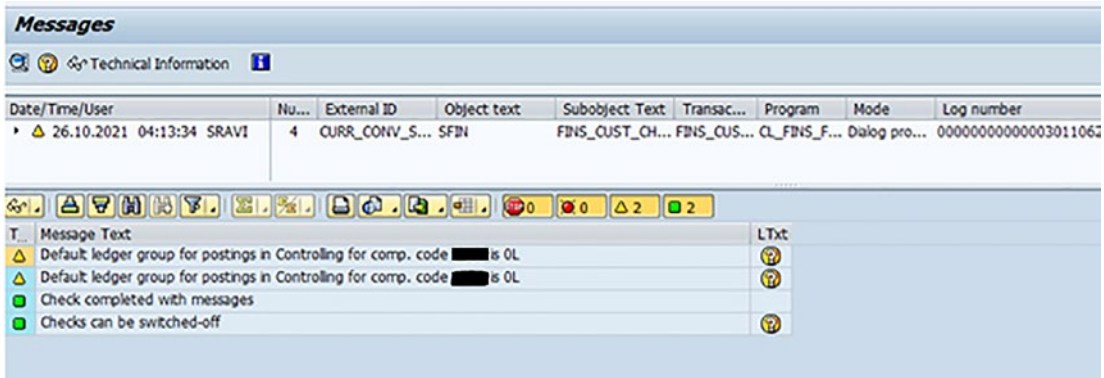 Messages
Technical Information
Date/Time/User Nu... External ID Object text Subobject Text Transac... Program Mode Log number
26.10.2021 04:13:34 SRAVI 4 CURR_CONV_S... SFIN FINS_CUST_CH... FINS_CUS... CL_FINS_F... Dialog pro... 00000000000003011062
0 0 2 2
T... Message Text LTxt
Default ledger group for postings in Controlling for comp. code is 0L
Default ledger group for postings in Controlling for comp. code is 0L
Check completed with messages
Checks can be switched-off